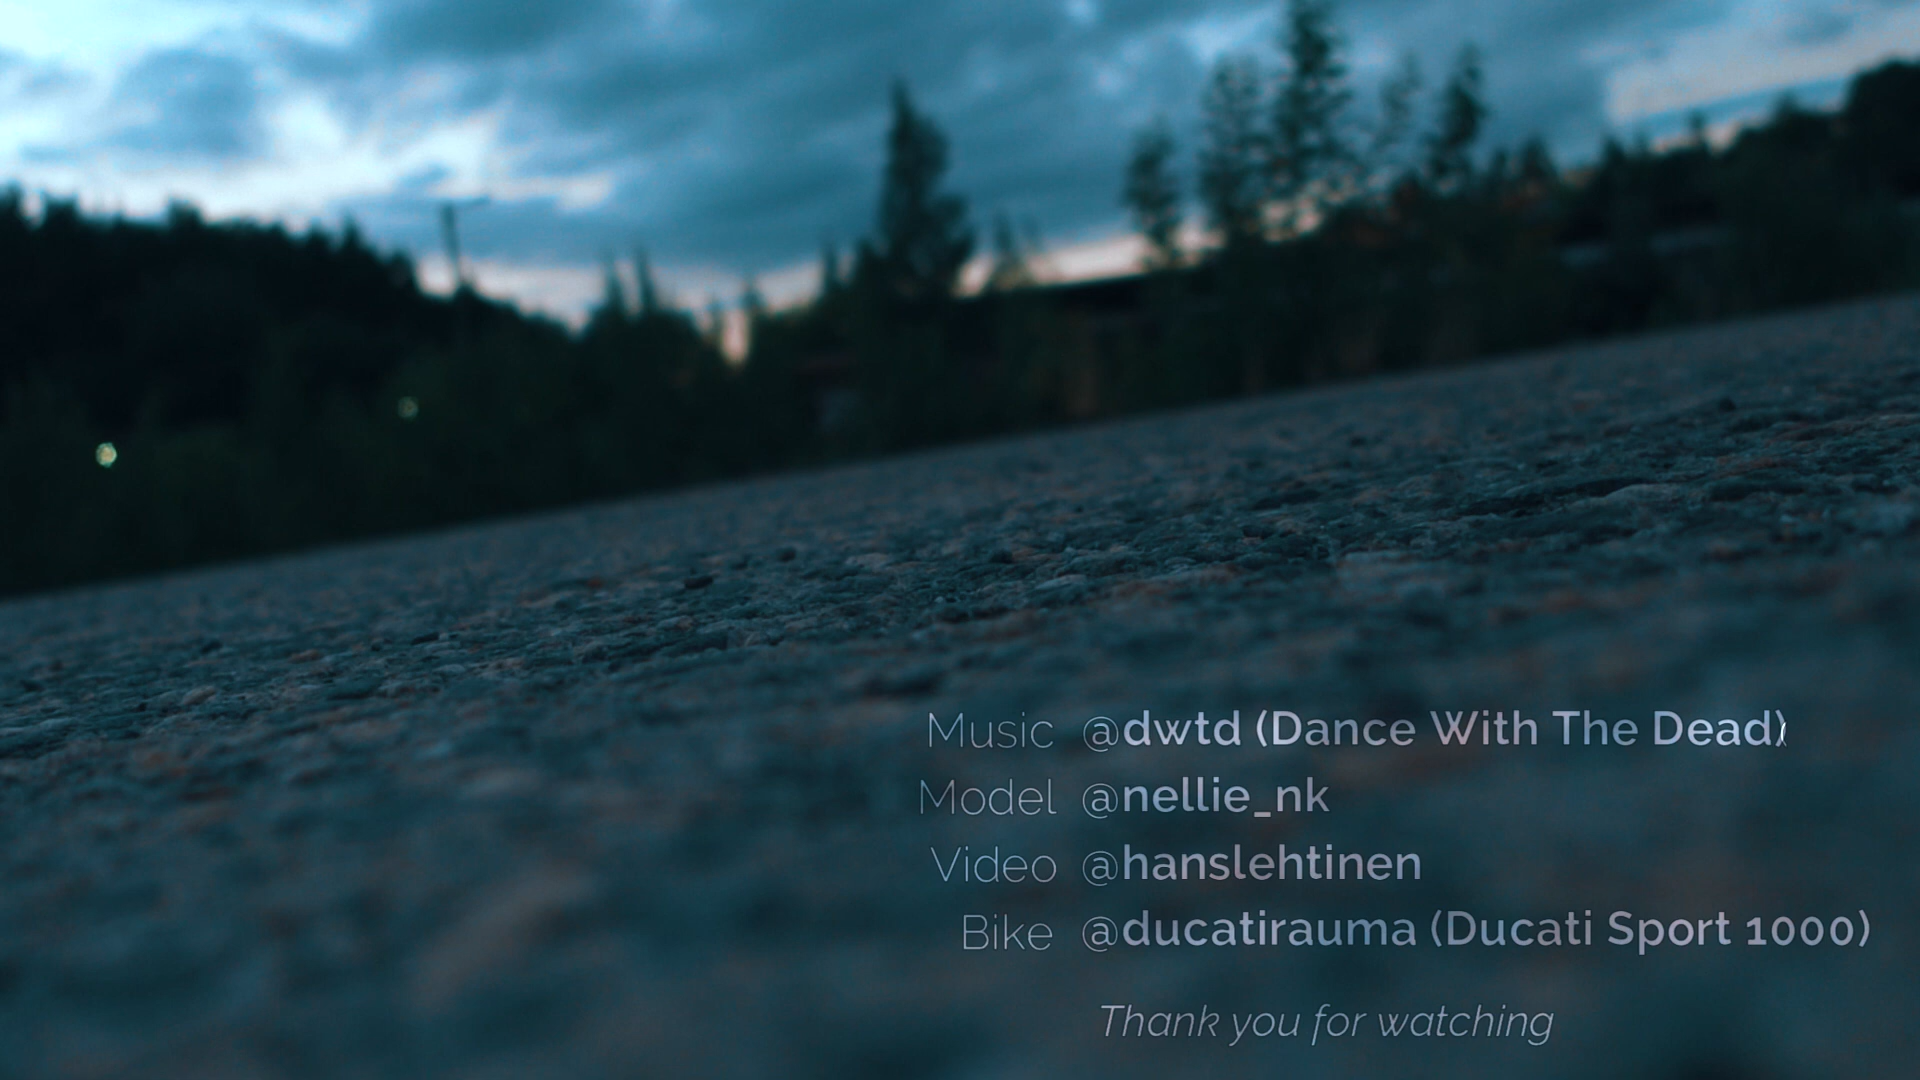 Music @dwtd (Dance With The Dead)
Model @nellie_nk
Video @hanslehtinen
Bike @ducatirauma (Ducati Sport 1000)
Thank you for watching